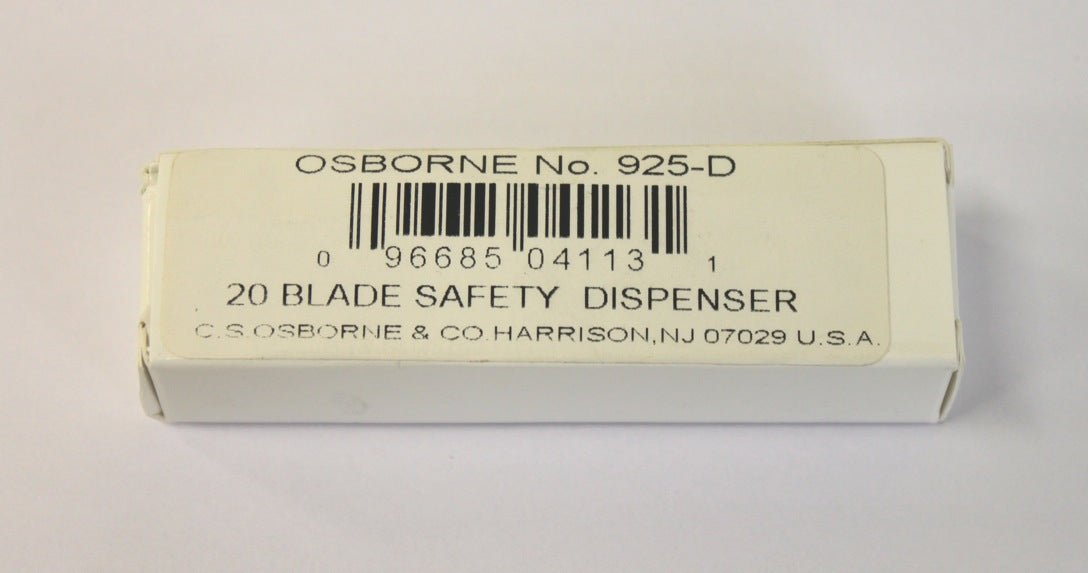 OSBORNE No. 925-D
0 96685 04113 1
20 BLADE SAFETY DISPENSER
C.S.OSBORNE & CO.HARRISON,NJ 07029 U.S.A.